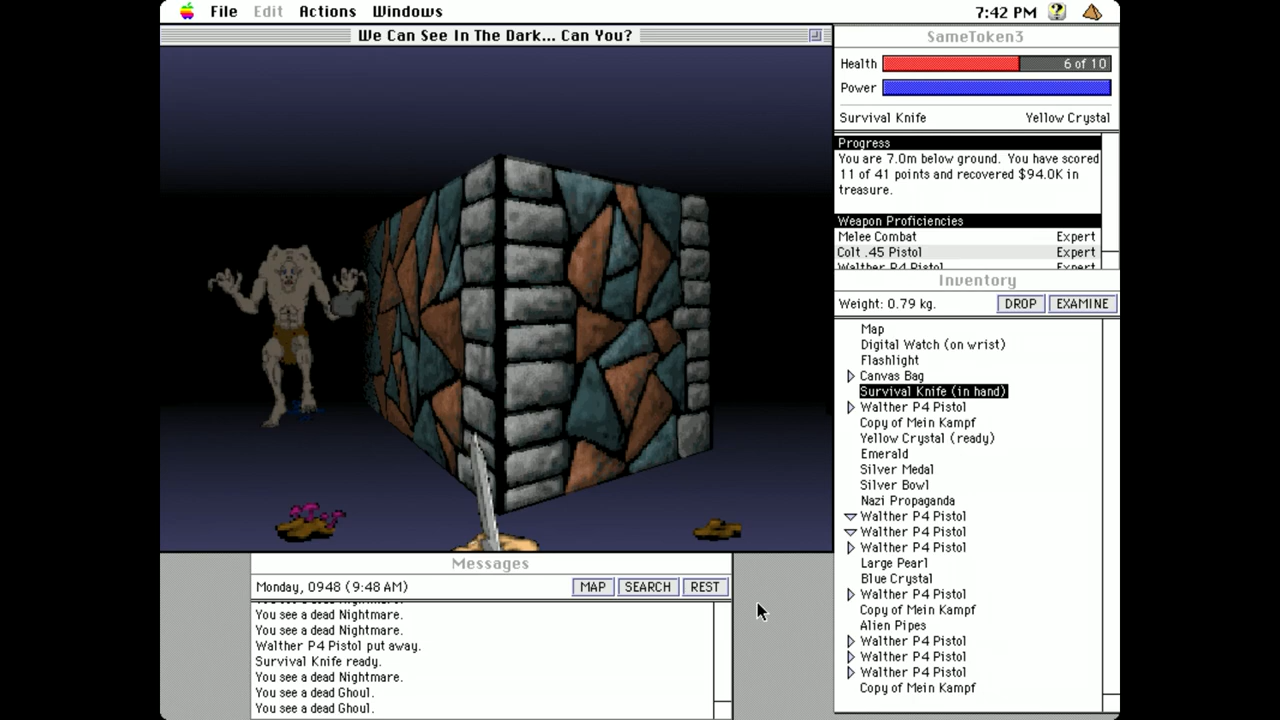 File Edit Actions Windows 7:42 PM
We Can See In The Dark... Can You?
SameToken3
Health 6 of 10
Power
Survival Knife Yellow Crystal
Progress
You are 7.0m below ground. You have scored
11 of 41 points and recovered $94.0K in
treasure.
Weapon Proficiencies
Melee Combat Expert
Colt .45 Pistol Expert
Walther P4 Pistol Expert
Inventory
Weight: 0.79 kg. DROP EXAMINE
Map
Digital Watch (on wrist)
Flashlight
Canvas Bag
Survival Knife (in hand)
Walther P4 Pistol
Copy of Mein Kampf
Yellow Crystal (ready)
Emerald
Silver Medal
Silver Bowl
Nazi Propaganda
Walther P4 Pistol
Walther P4 Pistol
Walther P4 Pistol
Large Pearl
Blue Crystal
Walther P4 Pistol
Copy of Mein Kampf
Alien Pipes
Walther P4 Pistol
Walther P4 Pistol
Walther P4 Pistol
Copy of Mein Kampf
Messages
Monday, 0948 (9:48 AM) MAP SEARCH REST
You see a dead Nightmare.
You see a dead Nightmare.
You see a dead Nightmare.
Walther P4 Pistol put away.
Survival Knife ready.
You see a dead Nightmare.
You see a dead Ghoul.
You see a dead Ghoul.